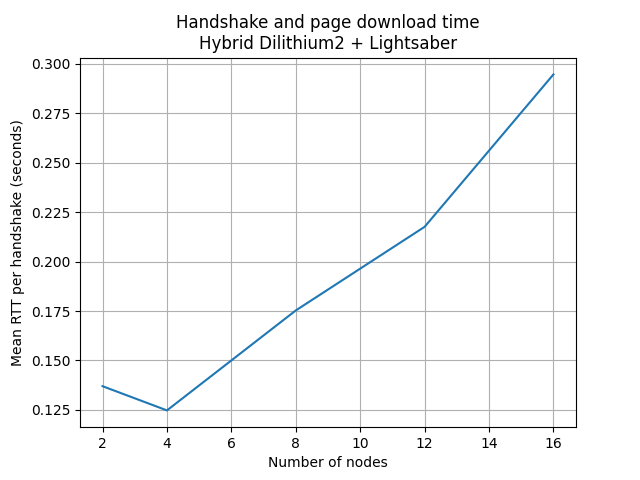 Handshake and page download time
Hybrid Dilithium2 + Lightsaber
0.300
0.275
0.250
0.225
0.200
0.175
0.150
0.125
Mean RTT per handshake (seconds)
2 4 6 8 10 12 14 16
Number of nodes